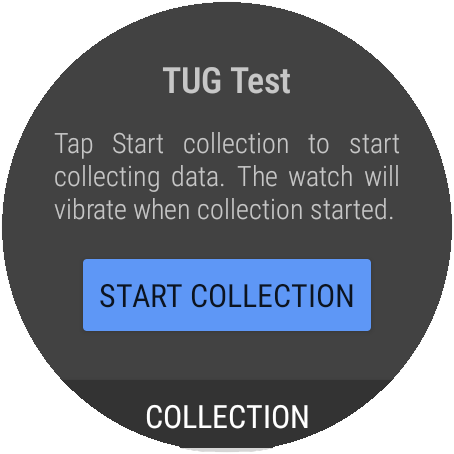 TUG Test
Tap Start collection to start
collecting data. The watch will
vibrate when collection started.
START COLLECTION
COLLECTION